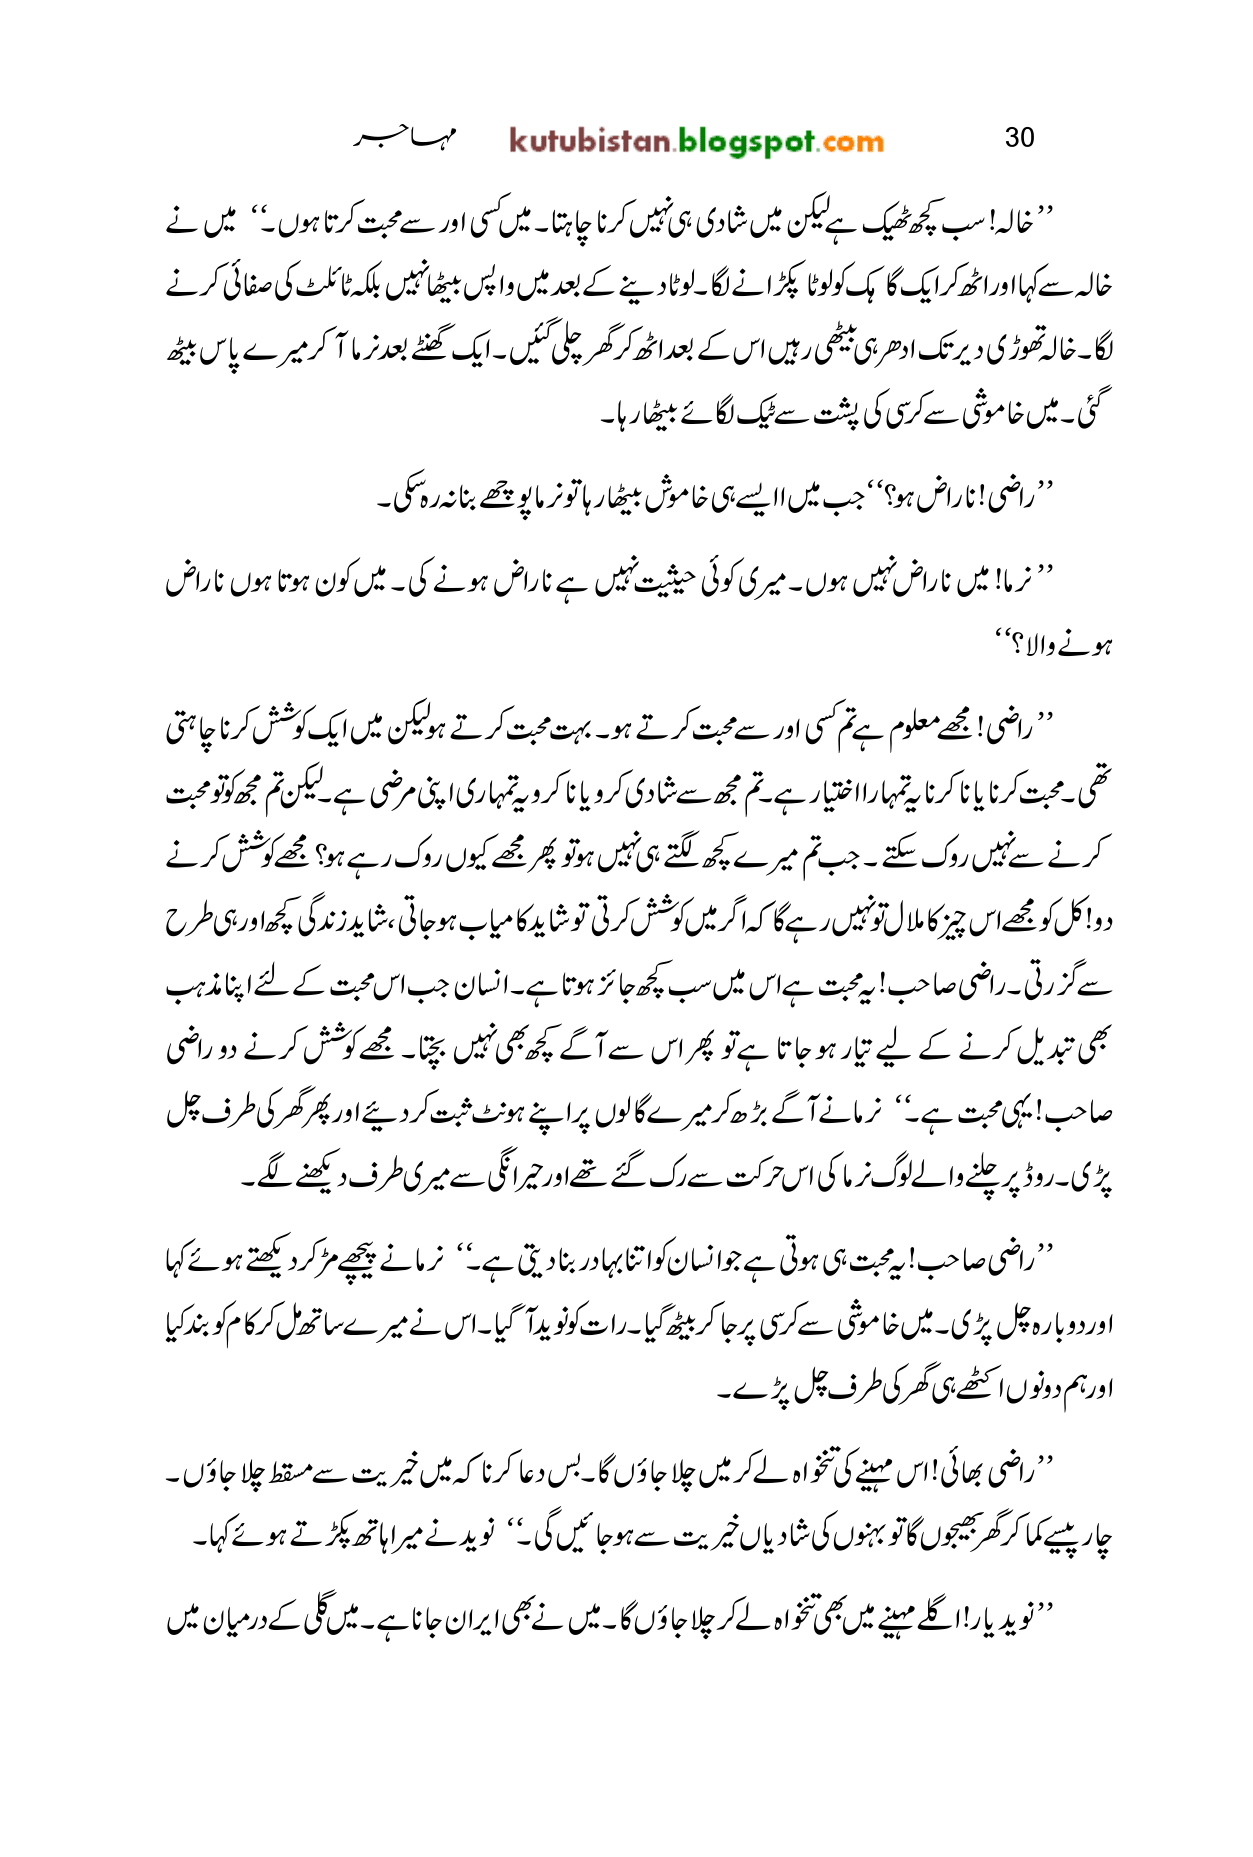 30 kutubistan.blogspot.com مہاجر
’’خالہ! سب کچھ ٹھیک ہے لیکن میں شادی ہی نہیں کرنا چاہتا۔ میں کسی اور سے محبت کرتا ہوں۔‘‘ میں نے
خالہ سے کہا اور اٹھ کر ایک گاہک کو لوٹا پکڑانے لگا۔ لوٹا دینے کے بعد میں واپس بیٹھا نہیں بلکہ ٹائلٹ کی صفائی کرنے
لگا۔ خالہ تھوڑی دیر تک ادھر ہی بیٹھی رہیں اس کے بعد اٹھ کر گھر چلی گئیں۔ ایک گھنٹے بعد نرما آ کر میرے پاس بیٹھ
گئی۔ میں خاموشی سے کرسی کی پشت سے ٹیک لگائے بیٹھا رہا۔
’’راضی! ناراض ہو؟‘‘ جب میں اایسے ہی خاموش بیٹھا رہا تو نرما پوچھے بنا نہ رہ سکی۔
’’نرما! میں ناراض نہیں ہوں۔ میری کوئی حیثیت نہیں ہے ناراض ہونے کی۔ میں کون ہوتا ہوں ناراض
ہونے والا؟‘‘
’’راضی! مجھے معلوم ہے تم کسی اور سے محبت کرتے ہو۔ بہت محبت کرتے ہو لیکن میں ایک کوشش کرنا چاہتی
تھی۔ محبت کرنا یا نا کرنا یہ تمہارا اختیار ہے۔ تم مجھ سے شادی کرو یا نا کرو یہ تمہاری اپنی مرضی ہے۔ لیکن تم مجھ کو تو محبت
کرنے سے نہیں روک سکتے۔ جب تم میرے کچھ لگتے ہی نہیں ہو تو پھر مجھے کیوں روک رہے ہو؟ مجھے کوشش کرنے
دو! کل کو مجھے اس چیز کا ملال تو نہیں رہے گا کہ اگر میں کوشش کرتی تو شاید کامیاب ہو جاتی، شاید زندگی کچھ اور ہی طرح
سے گزرتی۔ راضی صاحب! یہ محبت ہے اس میں سب کچھ جائز ہوتا ہے۔ انسان جب اس محبت کے لئے اپنا مذہب
بھی تبدیل کرنے کے لیے تیار ہو جاتا ہے تو پھر اس سے آگے کچھ بھی نہیں بچتا۔ مجھے کوشش کرنے دو راضی
صاحب! یہی محبت ہے۔‘‘ نرما نے آگے بڑھ کر میرے گالوں پر اپنے ہونٹ ثبت کر دیئے اور پھر گھر کی طرف چل
پڑی۔ روڈ پر چلنے والے لوگ نرما کی اس حرکت سے رک گئے تھے اور حیرانگی سے میری طرف دیکھنے لگے۔
’’راضی صاحب! یہ محبت ہی ہوتی ہے جو انسان کو اتنا بہادر بنا دیتی ہے۔‘‘ نرما نے پیچھے مڑ کر دیکھتے ہوئے کہا
اور دوبارہ چل پڑی۔ میں خاموشی سے کرسی پر جا کر بیٹھ گیا۔ رات کو نوید آ گیا۔ اس نے میرے ساتھ مل کر کام کو بند کیا
اور ہم دونوں اکٹھے ہی گھر کی طرف چل پڑے۔
’’راضی بھائی! اس مہینے کی تنخواہ لے کر میں چلا جاؤں گا۔ بس دعا کرنا کہ میں خیریت سے مسقط چلا جاؤں۔
چار پیسے کما کر گھر بھیجوں گا تو بہنوں کی شادیاں خیریت سے ہو جائیں گی۔‘‘ نوید نے میرا ہاتھ پکڑتے ہوئے کہا۔
’’نوید یار! اگلے مہینے میں بھی تنخواہ لے کر چلا جاؤں گا۔ میں نے بھی ایران جانا ہے۔ میں گلی کے درمیان میں